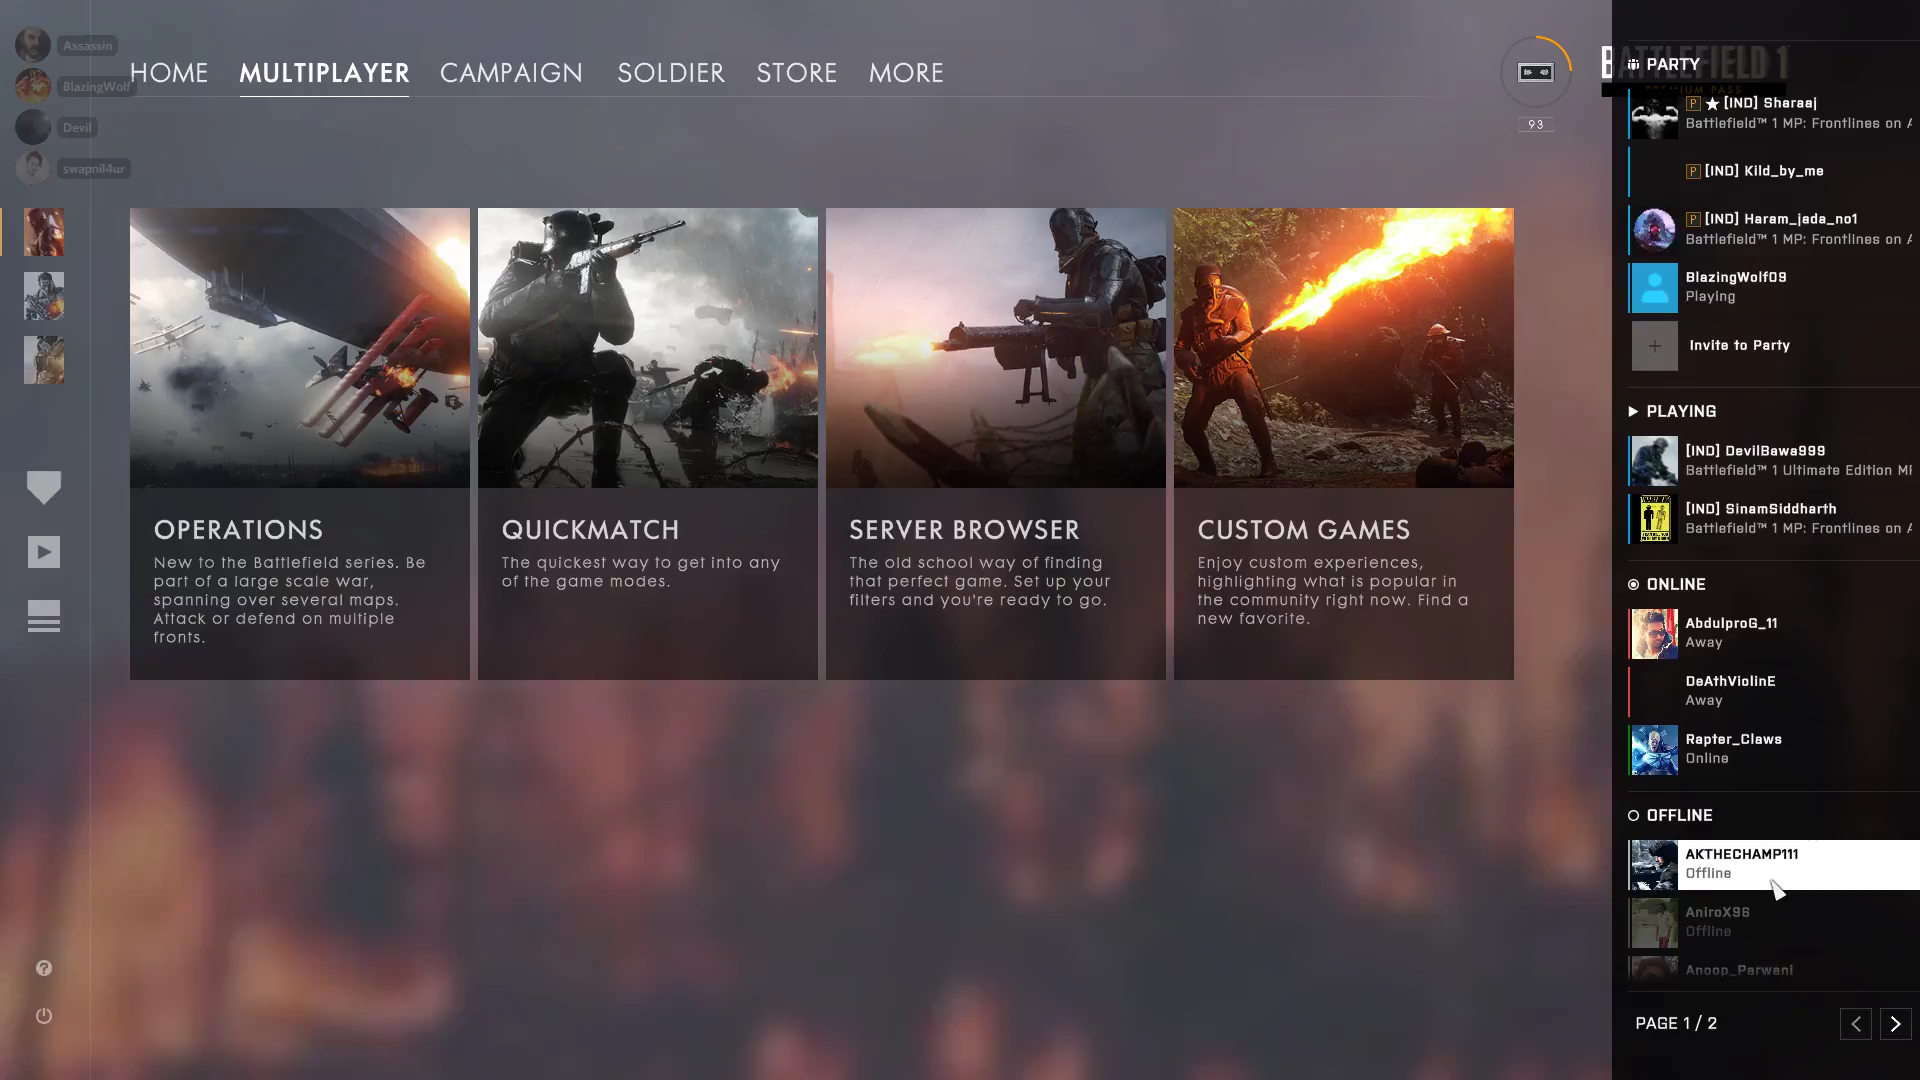 Assassin
BlazingWolf
Devil
swapnil4ur
HOME
MULTIPLAYER
CAMPAIGN
SOLDIER
STORE
MORE
93
BATTLEFIELD 1
PREMIUM PASS
OPERATIONS
New to the Battlefield series. Be
part of a large scale war,
spanning over several maps.
Attack or defend on multiple
fronts.
QUICKMATCH
The quickest way to get into any
of the game modes.
SERVER BROWSER
The old school way of finding
that perfect game. Set up your
filters and you're ready to go.
CUSTOM GAMES
Enjoy custom experiences,
highlighting what is popular in
the community right now. Find a
new favorite.
PARTY
P ★ [IND] Sharaaj
Battlefield™ 1 MP: Frontlines on A
P [IND] Kild_by_me
P [IND] Haram_jada_no1
Battlefield™ 1 MP: Frontlines on A
BlazingWolf09
Playing
+ Invite to Party
PLAYING
[IND] DevilBawa999
Battlefield™ 1 Ultimate Edition MP
[IND] SinamSiddharth
Battlefield™ 1 MP: Frontlines on A
ONLINE
AbdulproG_11
Away
DeAthViolinE
Away
Rapter_Claws
Online
OFFLINE
AKTHECHAMP111
Offline
AniroX96
Offline
Anoop_Parwani
PAGE 1 / 2